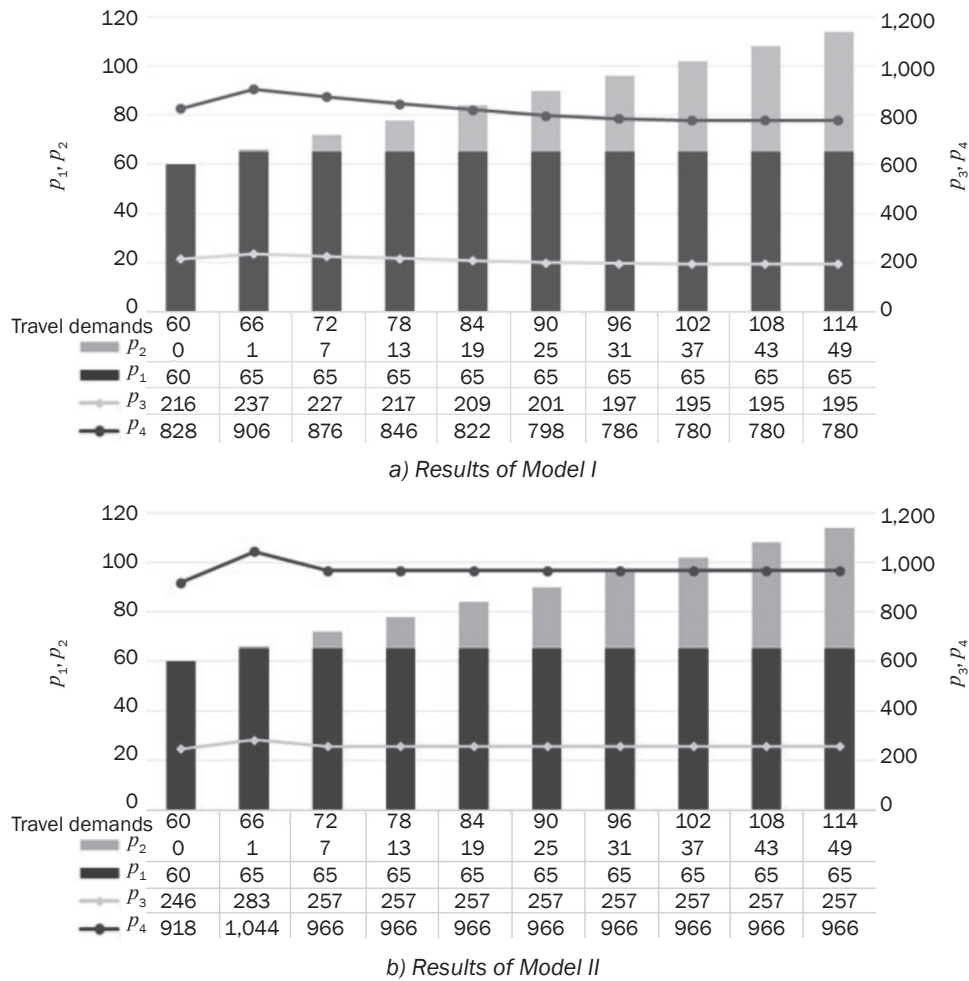 120 1,200
100 1,000
80 800
p₁, p₂ 60 600 p₃, p₄
40 400
20 200
0 0
Travel demands 60 66 72 78 84 90 96 102 108 114
p₂ 0 1 7 13 19 25 31 37 43 49
p₁ 60 65 65 65 65 65 65 65 65 65
p₃ 216 237 227 217 209 201 197 195 195 195
p₄ 828 906 876 846 822 798 786 780 780 780
a) Results of Model I
120 1,200
100 1,000
80 800
p₁, p₂ 60 600 p₃, p₄
40 400
20 200
0 0
Travel demands 60 66 72 78 84 90 96 102 108 114
p₂ 0 1 7 13 19 25 31 37 43 49
p₁ 60 65 65 65 65 65 65 65 65 65
p₃ 246 283 257 257 257 257 257 257 257 257
p₄ 918 1,044 966 966 966 966 966 966 966 966
b) Results of Model II